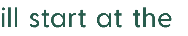 ill start at the